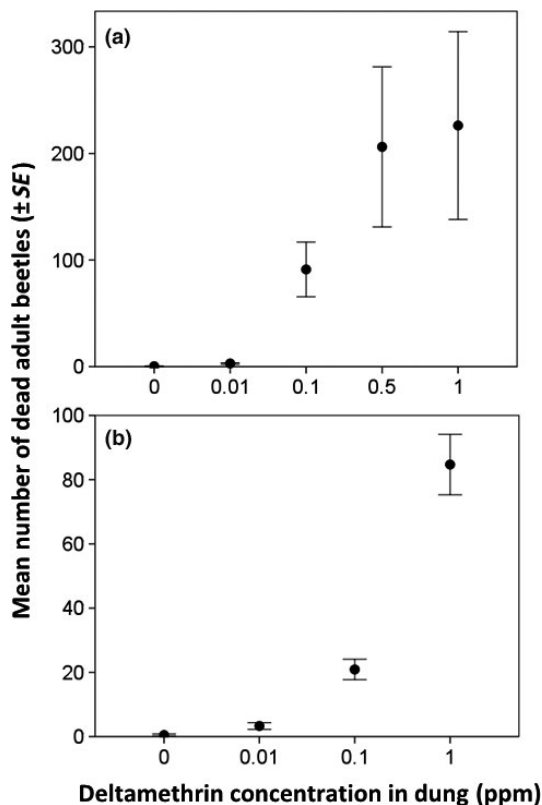 Mean number of dead adult beetles (± SE)
(a)
300
200
100
0
0 0.01 0.1 0.5 1
(b)
100
80
60
40
20
0
0 0.01 0.1 1
Deltamethrin concentration in dung (ppm)